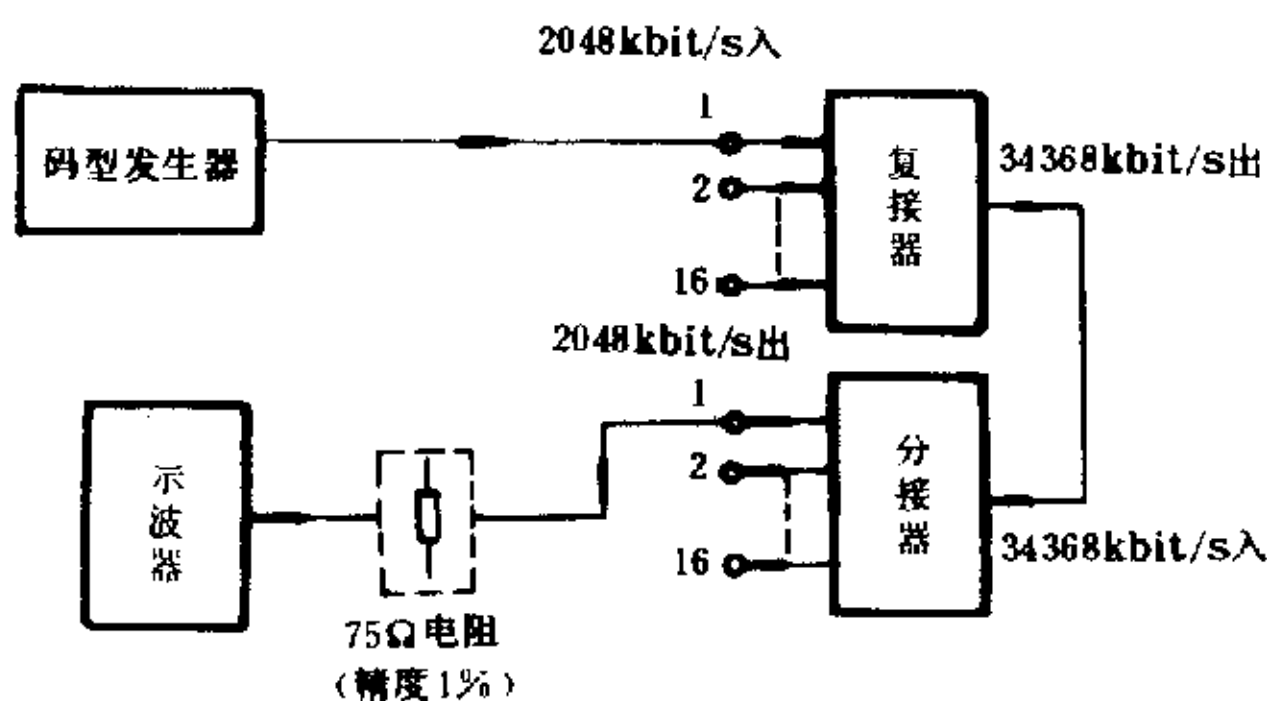 2048kbit/s入
码型发生器
1
2
16
复接器
34368kbit/s出
2048kbit/s出
1
2
16
分接器
34368kbit/s入
示波器
75Ω电阻
(精度1%)